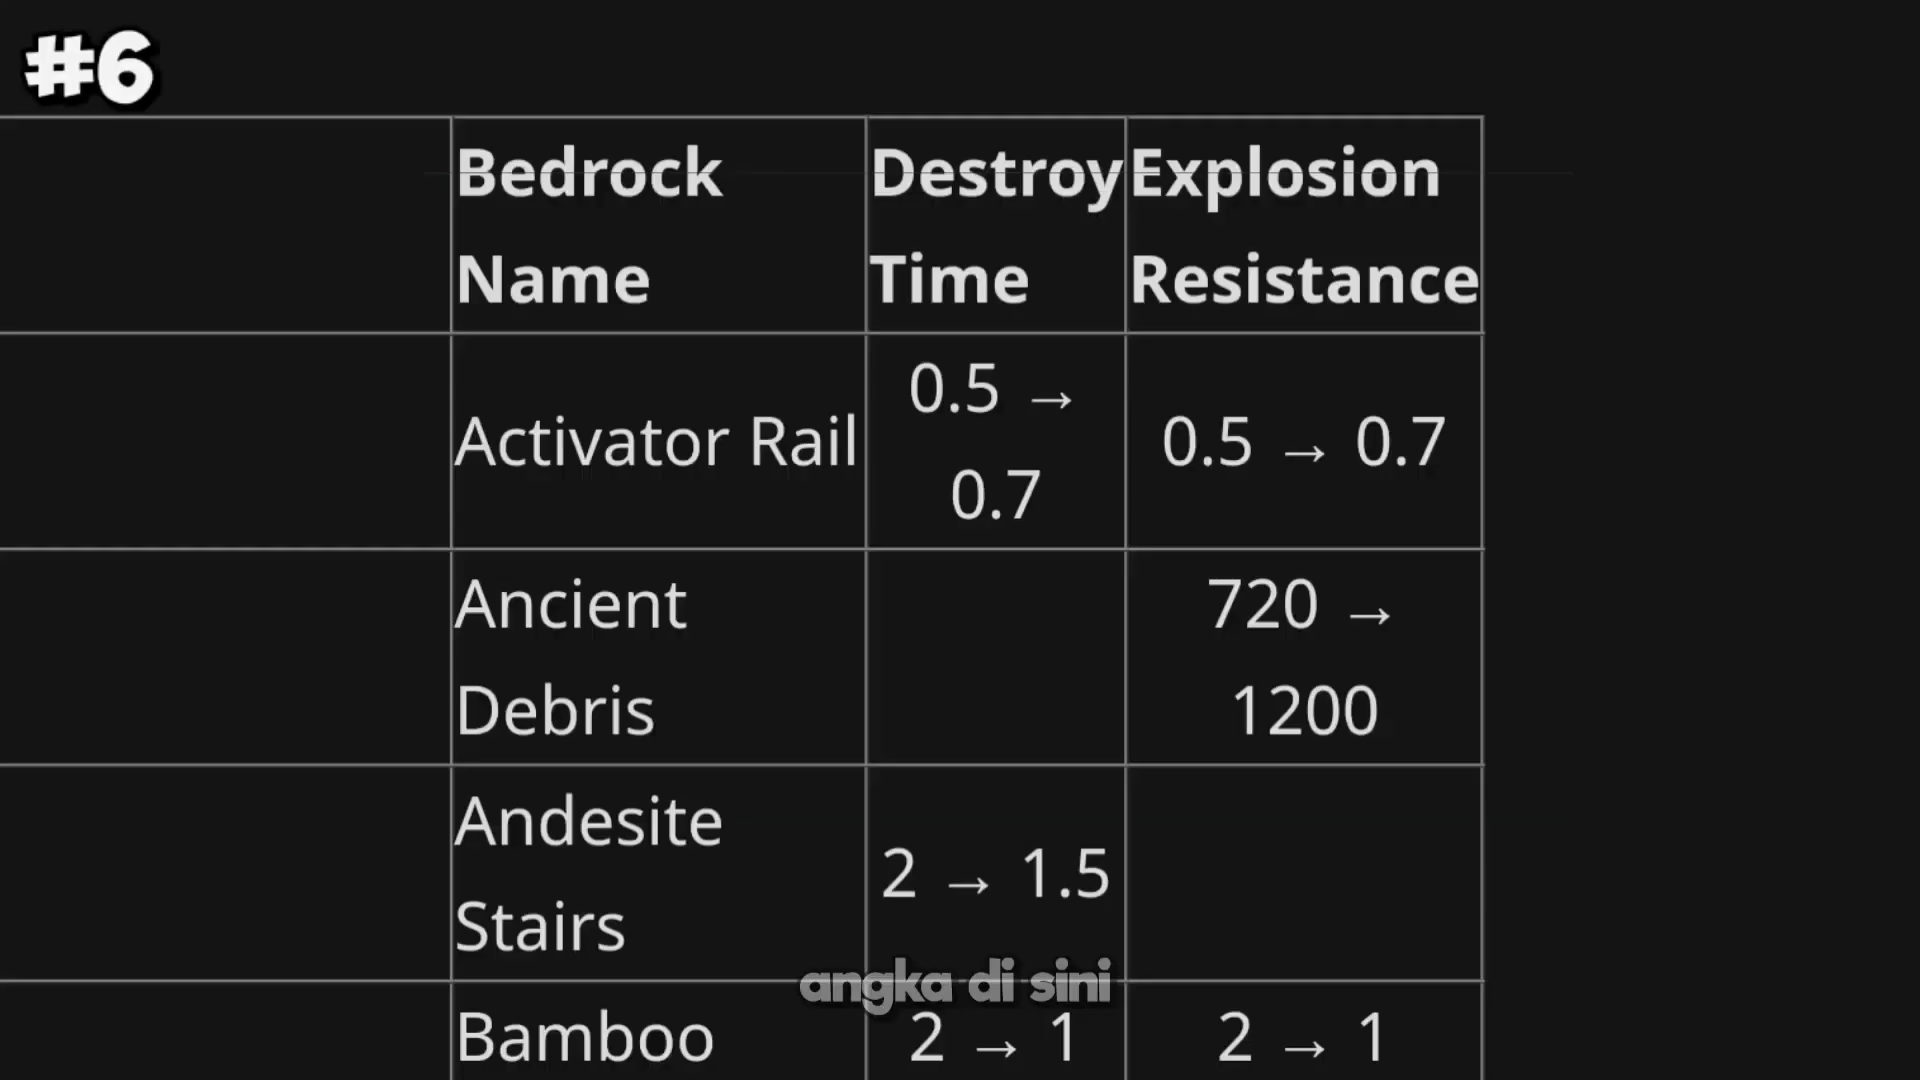 #6
Bedrock Name
Destroy Time
Explosion Resistance
Activator Rail
0.5 → 0.7
0.5 → 0.7
Ancient Debris
720 → 1200
Andesite Stairs
2 → 1.5
angka di sini
Bamboo
2 → 1
2 → 1